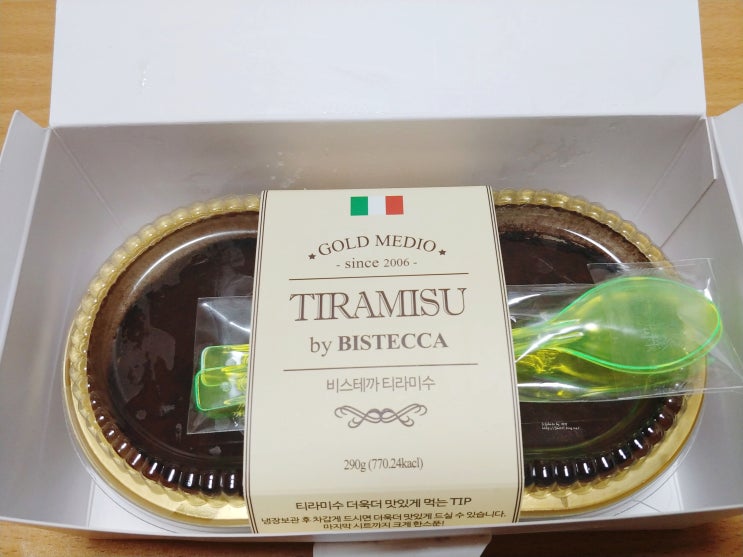 GOLD MEDIO
- since 2006 -
TIRAMISU
by BISTECCA
비스테까 티라미수
290g (770.24kacl)
티라미수 더욱더 맛있게 먹는 TIP
냉장보관 후 차갑게 드시면 더욱더 맛있게 드실 수 있습니다.
마지막 시트까지 크게 한스푼!